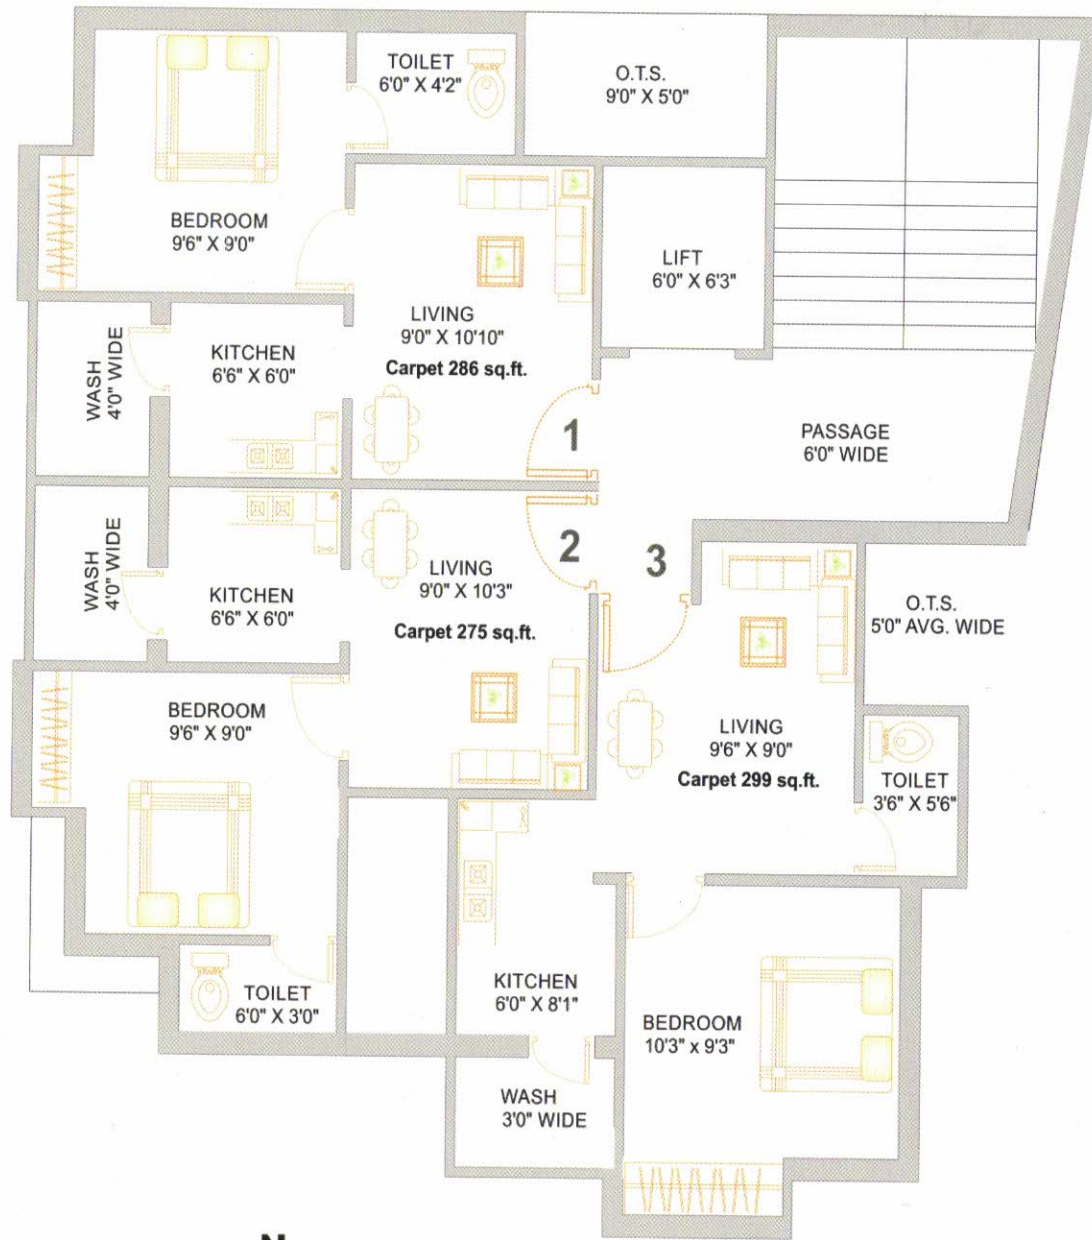 TOILET
6'0" X 4'2"
O.T.S.
9'0" X 5'0"
BEDROOM
9'6" X 9'0"
LIFT
6'0" X 6'3"
LIVING
9'0" X 10'10"
Carpet 286 sq.ft.
KITCHEN
6'6" X 6'0"
WASH
4'0" WIDE
1
PASSAGE
6'0" WIDE
WASH
4'0" WIDE
KITCHEN
6'6" X 6'0"
LIVING
9'0" X 10'3"
Carpet 275 sq.ft.
2
3
O.T.S.
5'0" AVG. WIDE
BEDROOM
9'6" X 9'0"
LIVING
9'6" X 9'0"
Carpet 299 sq.ft.
TOILET
3'6" X 5'6"
TOILET
6'0" X 3'0"
KITCHEN
6'0" X 8'1"
BEDROOM
10'3" x 9'3"
WASH
3'0" WIDE
N